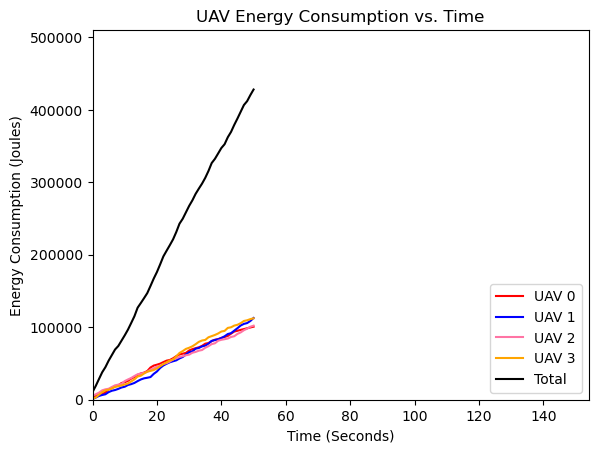 UAV Energy Consumption vs. Time
Energy Consumption (Joules)
500000
400000
300000
200000
100000
0
0 20 40 60 80 100 120 140
Time (Seconds)
UAV 0
UAV 1
UAV 2
UAV 3
Total